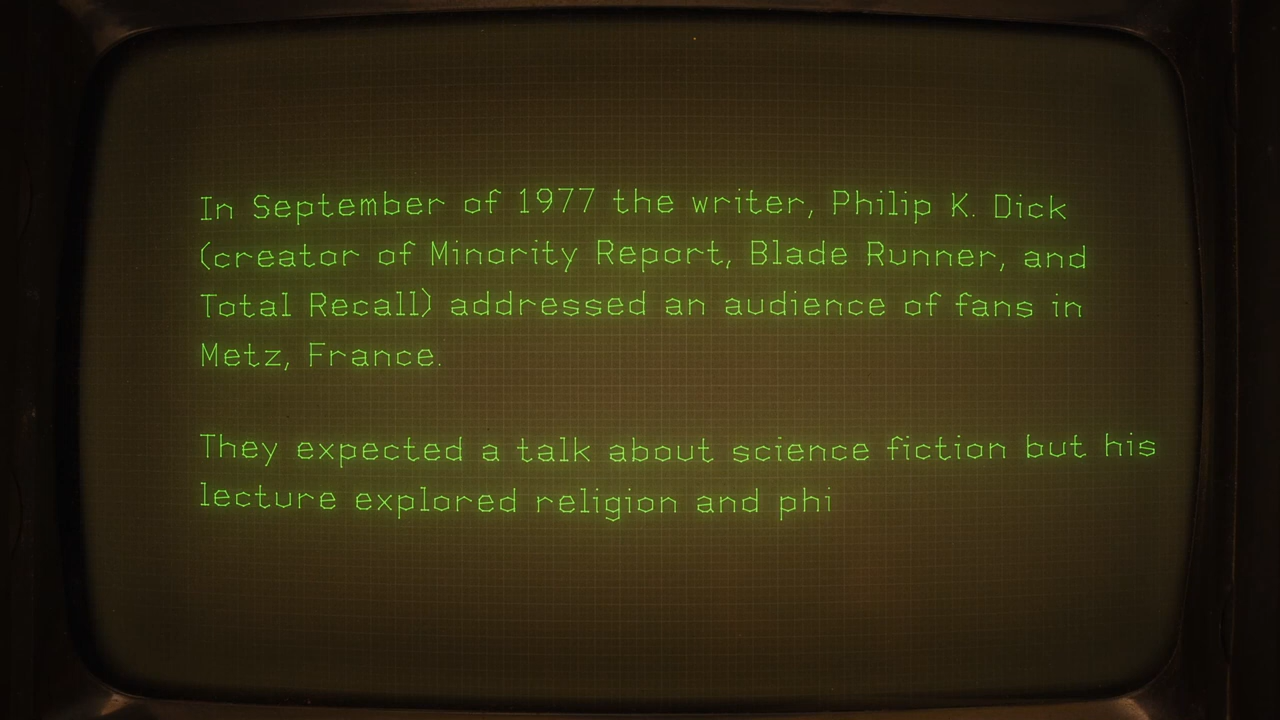 In September of 1977 the writer, Philip K. Dick
(creator of Minority Report, Blade Runner, and
Total Recall) addressed an audience of fans in
Metz, France.
They expected a talk about science fiction but his
lecture explored religion and phi